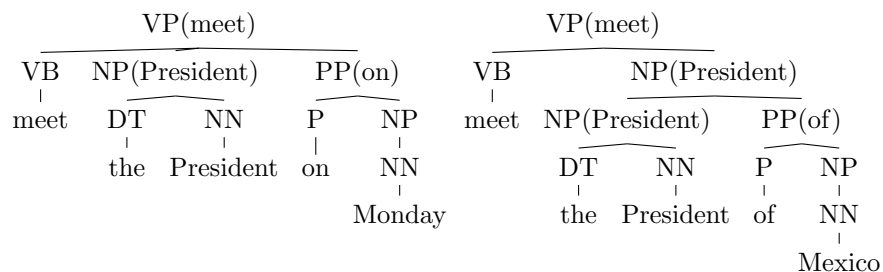 VP(meet) VP(meet)
VB NP(President) PP(on) VB NP(President)
meet DT NN P NP meet NP(President) PP(of)
the President on NN DT NN P NP
Monday the President of NN
Mexico